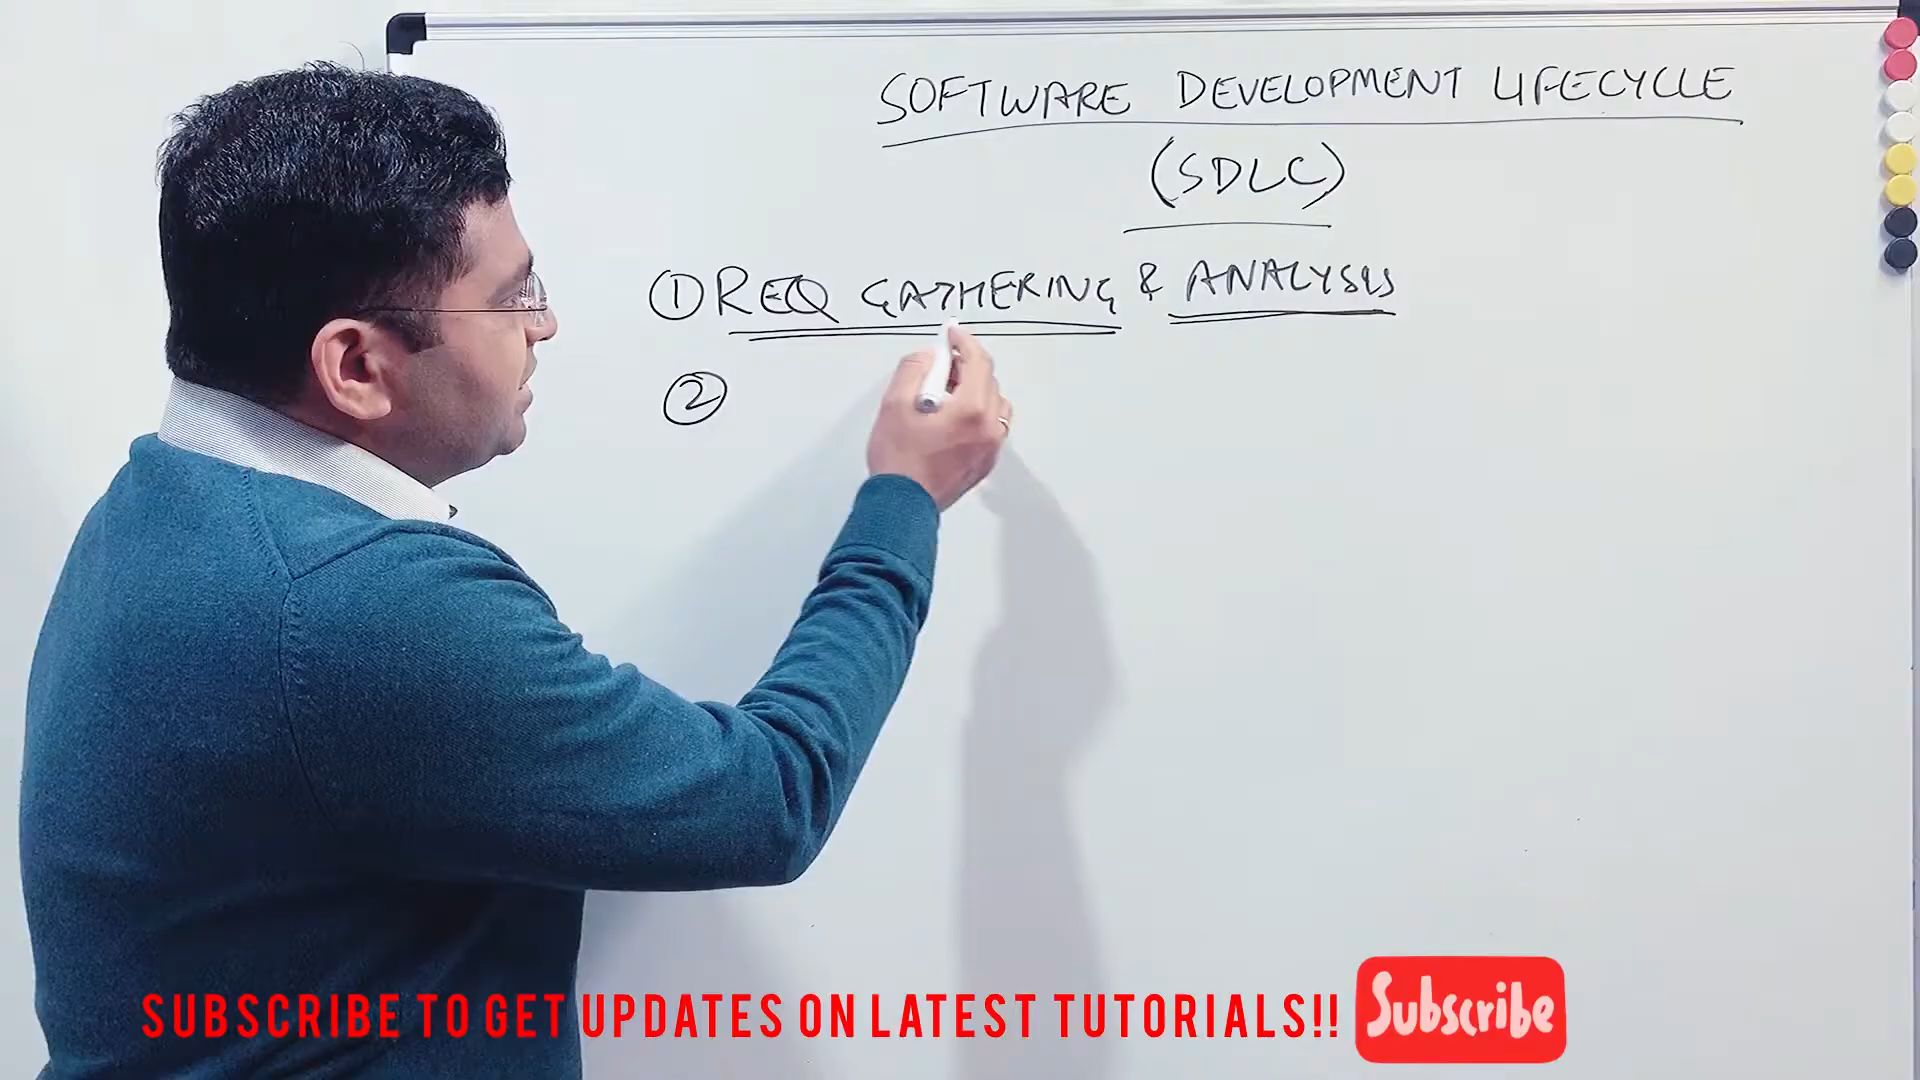 SOFTWARE DEVELOPMENT LIFECYCLE
(SDLC)
① REQ GATHERING & ANALYSIS
②
SUBSCRIBE TO GET UPDATES ON LATEST TUTORIALS!! Subscribe